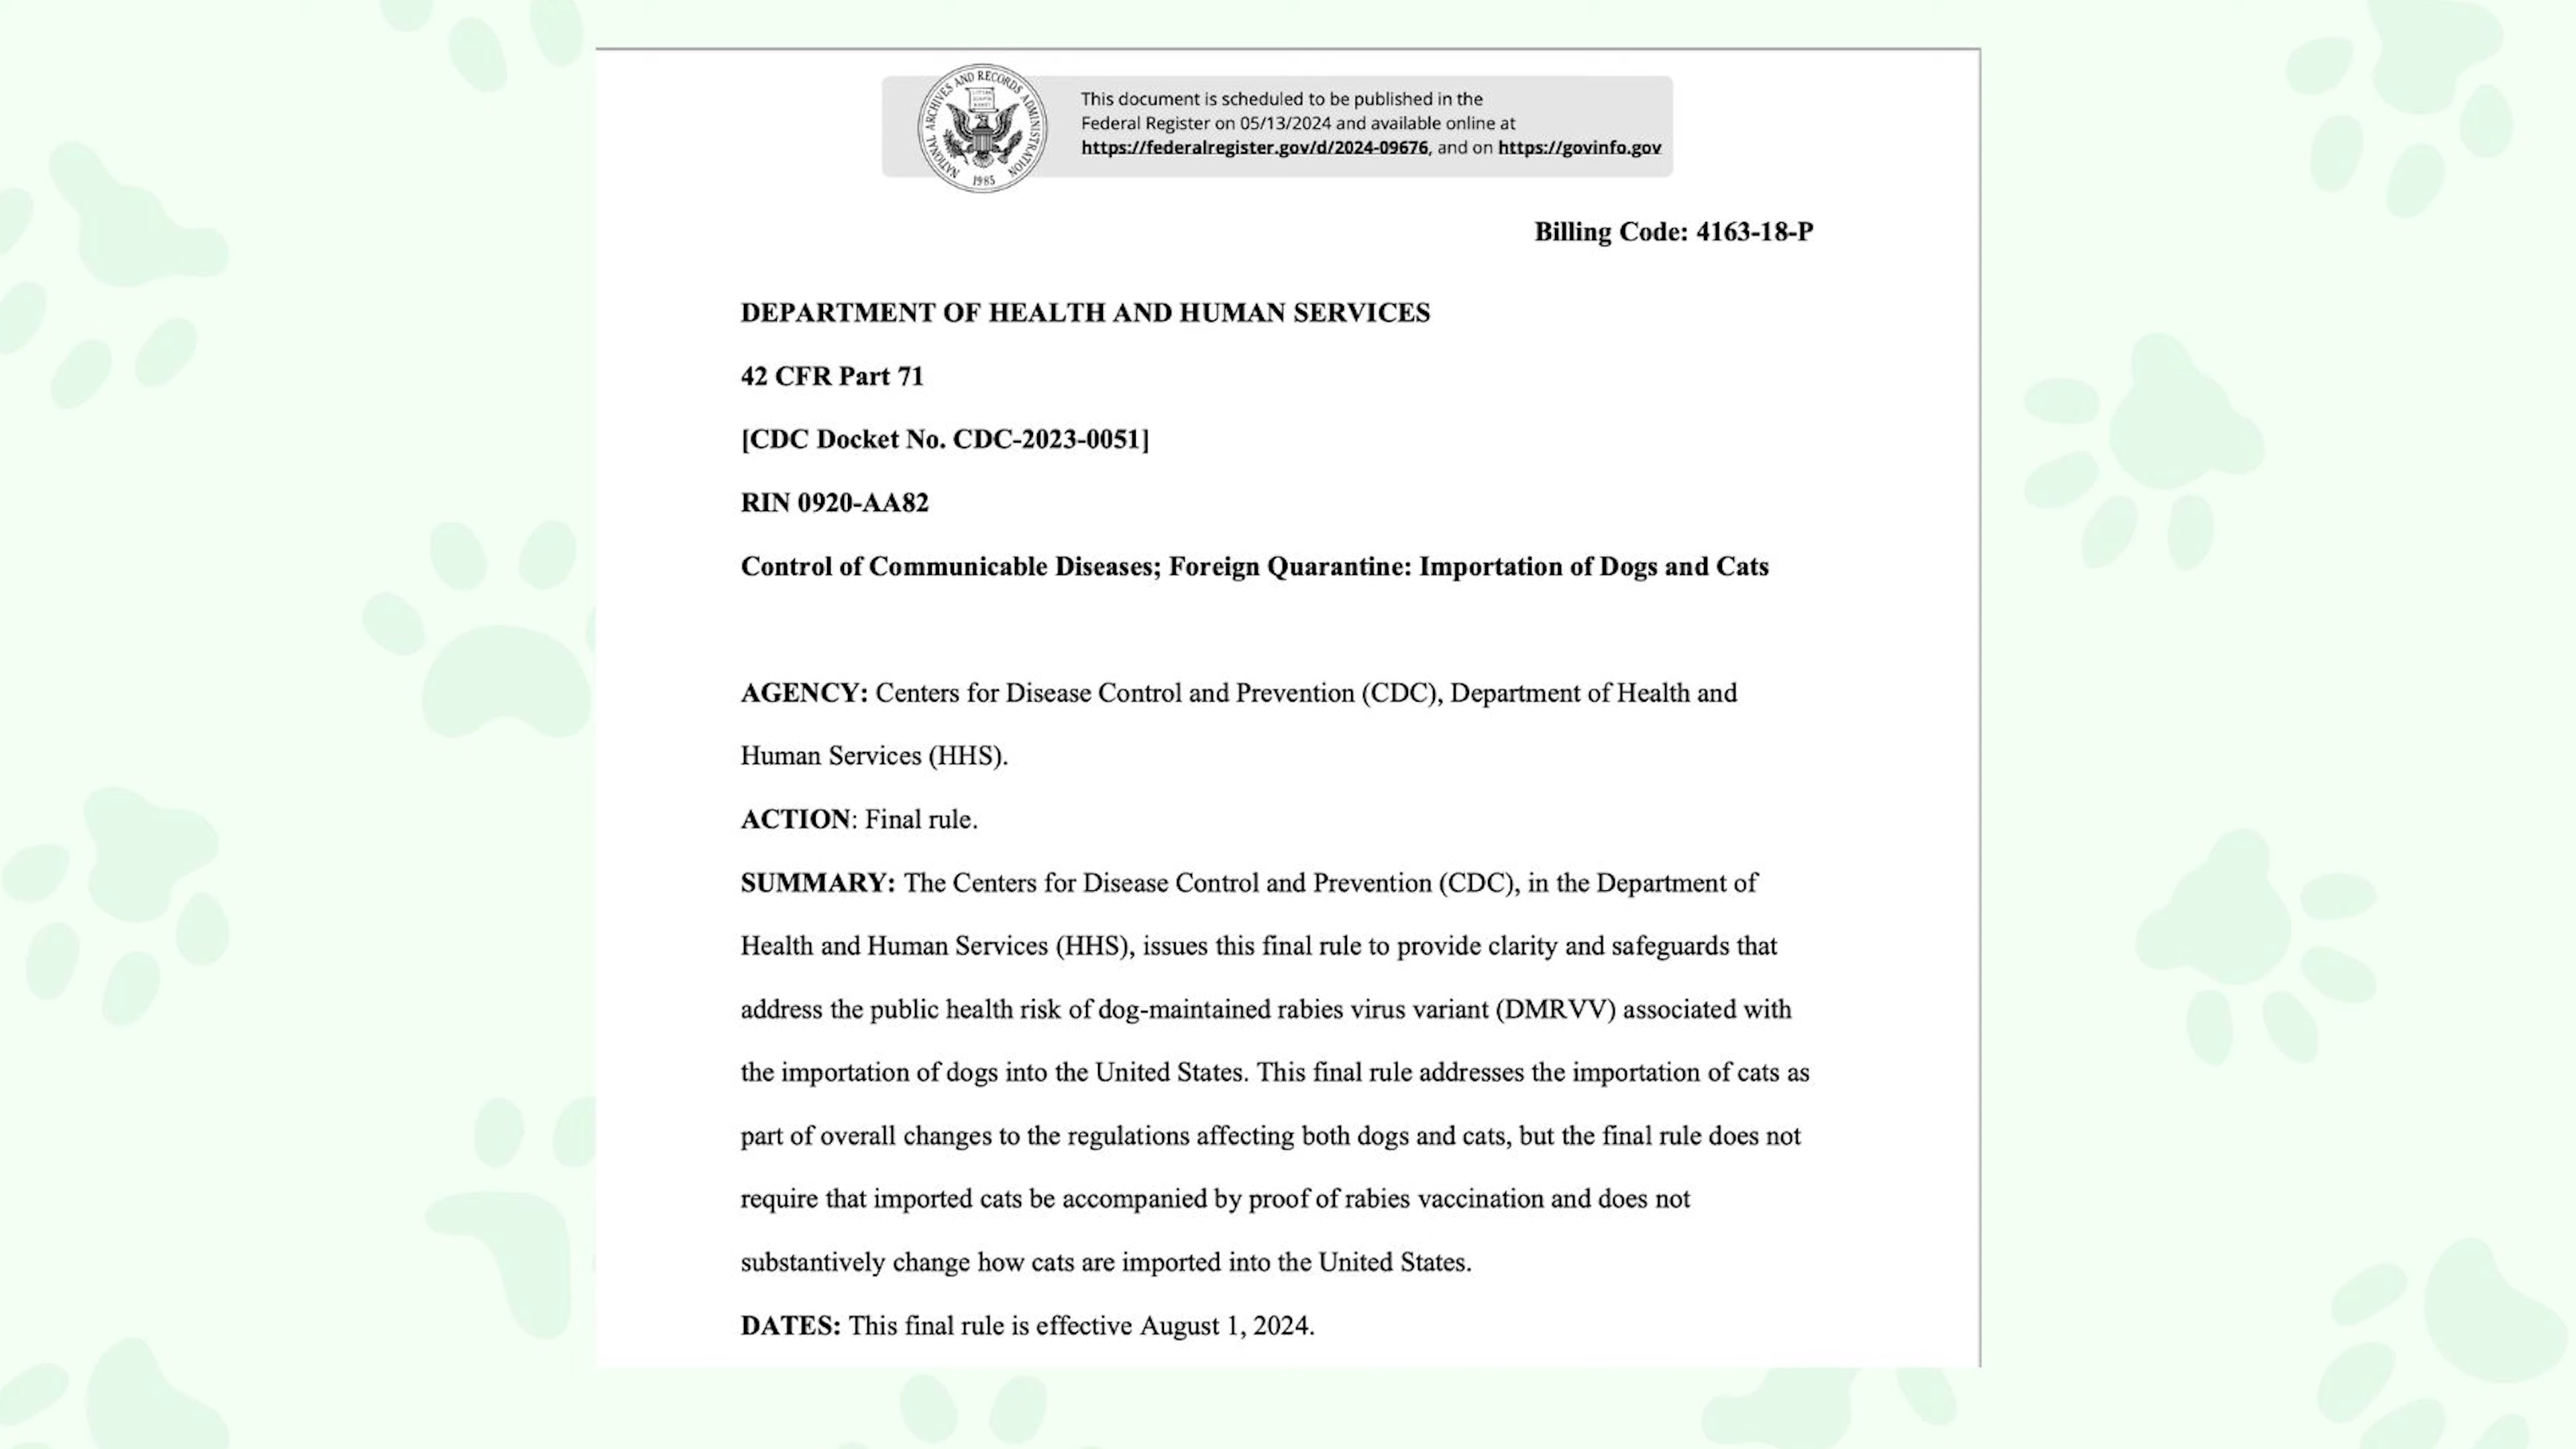 NATIONAL ARCHIVES AND RECORDS ADMINISTRATION
1985
This document is scheduled to be published in the
Federal Register on 05/13/2024 and available online at
https://federalregister.gov/d/2024-09676, and on https://govinfo.gov
Billing Code: 4163-18-P
DEPARTMENT OF HEALTH AND HUMAN SERVICES
42 CFR Part 71
[CDC Docket No. CDC-2023-0051]
RIN 0920-AA82
Control of Communicable Diseases; Foreign Quarantine: Importation of Dogs and Cats
AGENCY: Centers for Disease Control and Prevention (CDC), Department of Health and
Human Services (HHS).
ACTION: Final rule.
SUMMARY: The Centers for Disease Control and Prevention (CDC), in the Department of
Health and Human Services (HHS), issues this final rule to provide clarity and safeguards that
address the public health risk of dog-maintained rabies virus variant (DMRVV) associated with
the importation of dogs into the United States. This final rule addresses the importation of cats as
part of overall changes to the regulations affecting both dogs and cats, but the final rule does not
require that imported cats be accompanied by proof of rabies vaccination and does not
substantively change how cats are imported into the United States.
DATES: This final rule is effective August 1, 2024.